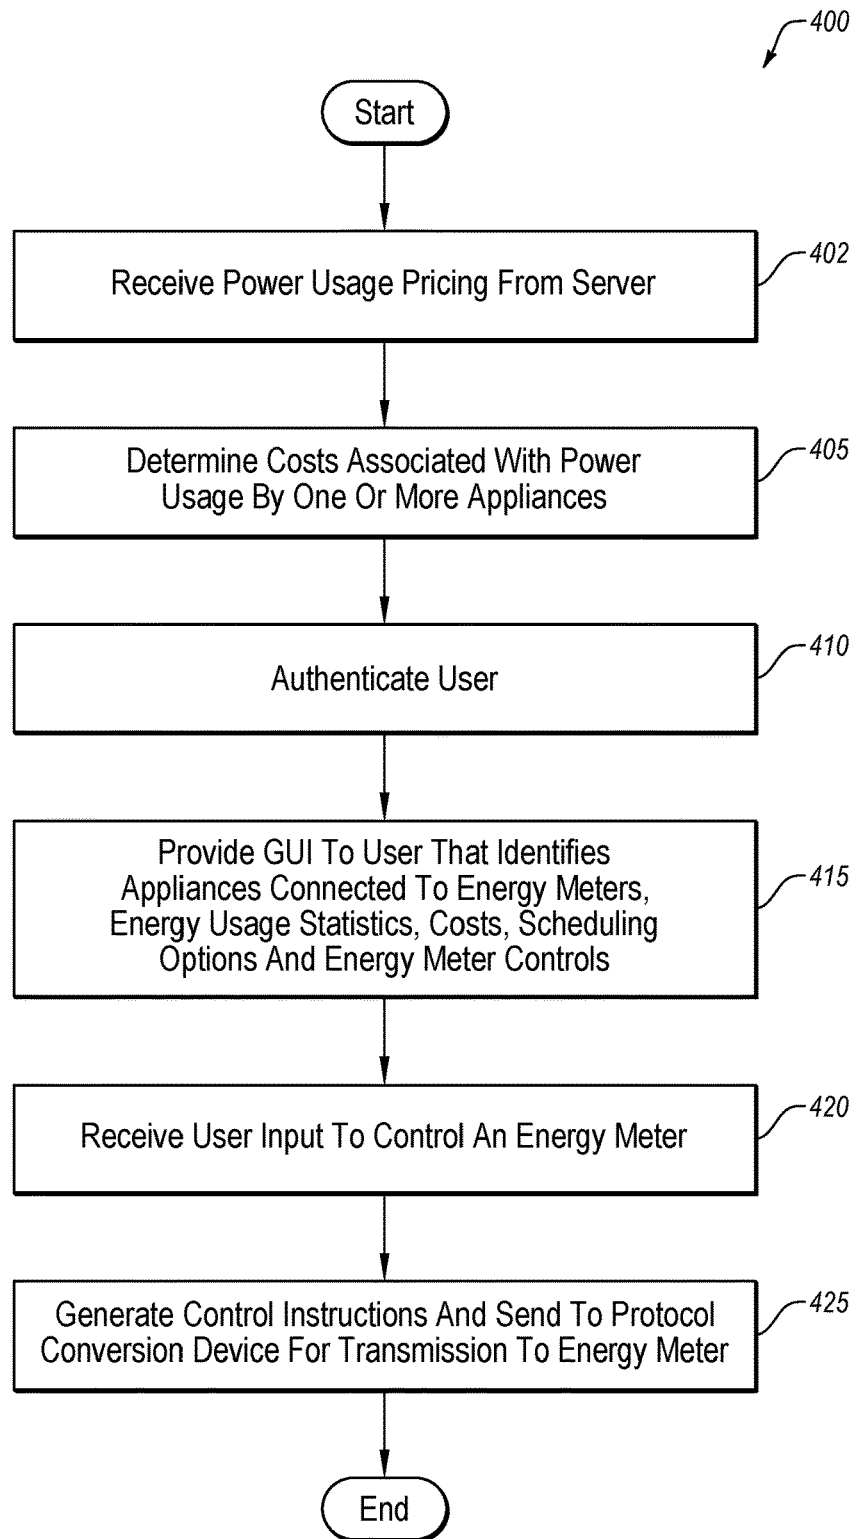 400
Start
Receive Power Usage Pricing From Server
402
Determine Costs Associated With Power
Usage By One Or More Appliances
405
Authenticate User
410
Provide GUI To User That Identifies
Appliances Connected To Energy Meters,
Energy Usage Statistics, Costs, Scheduling
Options And Energy Meter Controls
415
Receive User Input To Control An Energy Meter
420
Generate Control Instructions And Send To Protocol
Conversion Device For Transmission To Energy Meter
425
End